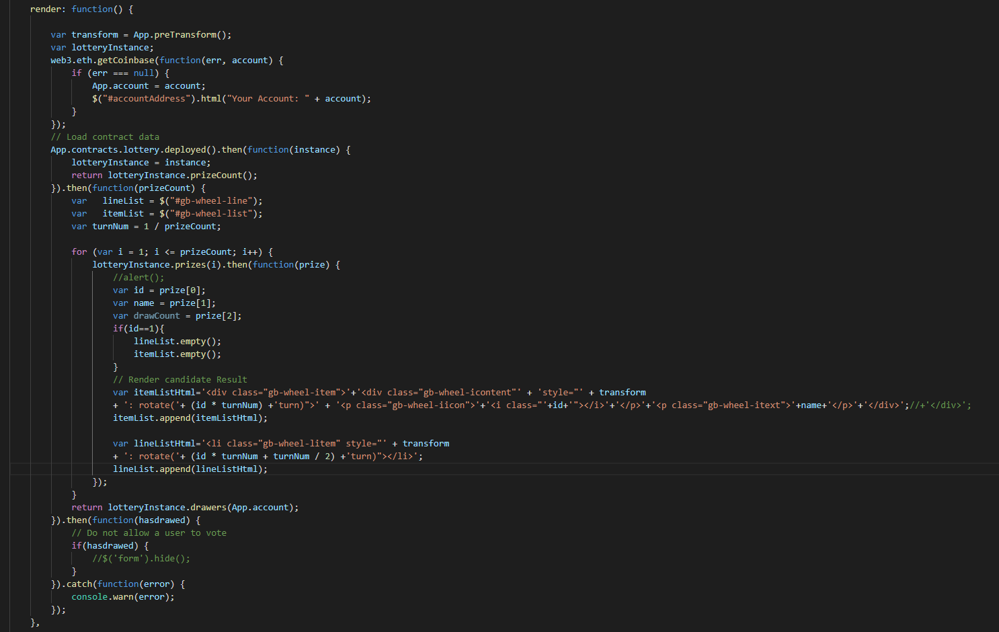 render: function() {
var transform = App.preTransform();
var lotteryInstance;
web3.eth.getCoinbase(function(err, account) {
if (err === null) {
App.account = account;
$("#accountAddress").html("Your Account: " + account);
}
});
// Load contract data
App.contracts.lottery.deployed().then(function(instance) {
lotteryInstance = instance;
return lotteryInstance.prizeCount();
}).then(function(prizeCount) {
var   lineList = $("#gb-wheel-line");
var   itemList = $("#gb-wheel-list");
var turnNum = 1 / prizeCount;
for (var i = 1; i <= prizeCount; i++) {
lotteryInstance.prizes(i).then(function(prize) {
//alert();
var id = prize[0];
var name = prize[1];
var drawCount = prize[2];
if(id==1){
lineList.empty();
itemList.empty();
}
// Render candidate Result
var itemListHtml='<div class="gb-wheel-item">'+'<div class="gb-wheel-icontent"' + 'style="' + transform
+ ': rotate('+ (id * turnNum) +'turn)">' + '<p class="gb-wheel-iicon">'+'<i class="'+id+'"></i>'+'</p>'+'<p class="gb-wheel-itext">'+name+'</p>'+'</div>';//+'</div>';
itemList.append(itemListHtml);
var lineListHtml='<li class="gb-wheel-litem" style="' + transform
+ ': rotate('+ (id * turnNum + turnNum / 2) +'turn)"></li>';
lineList.append(lineListHtml);
});
}
return lotteryInstance.drawers(App.account);
}).then(function(hasdrawed) {
// Do not allow a user to vote
if(hasdrawed) {
//$('form').hide();
}
}).catch(function(error) {
console.warn(error);
});
},